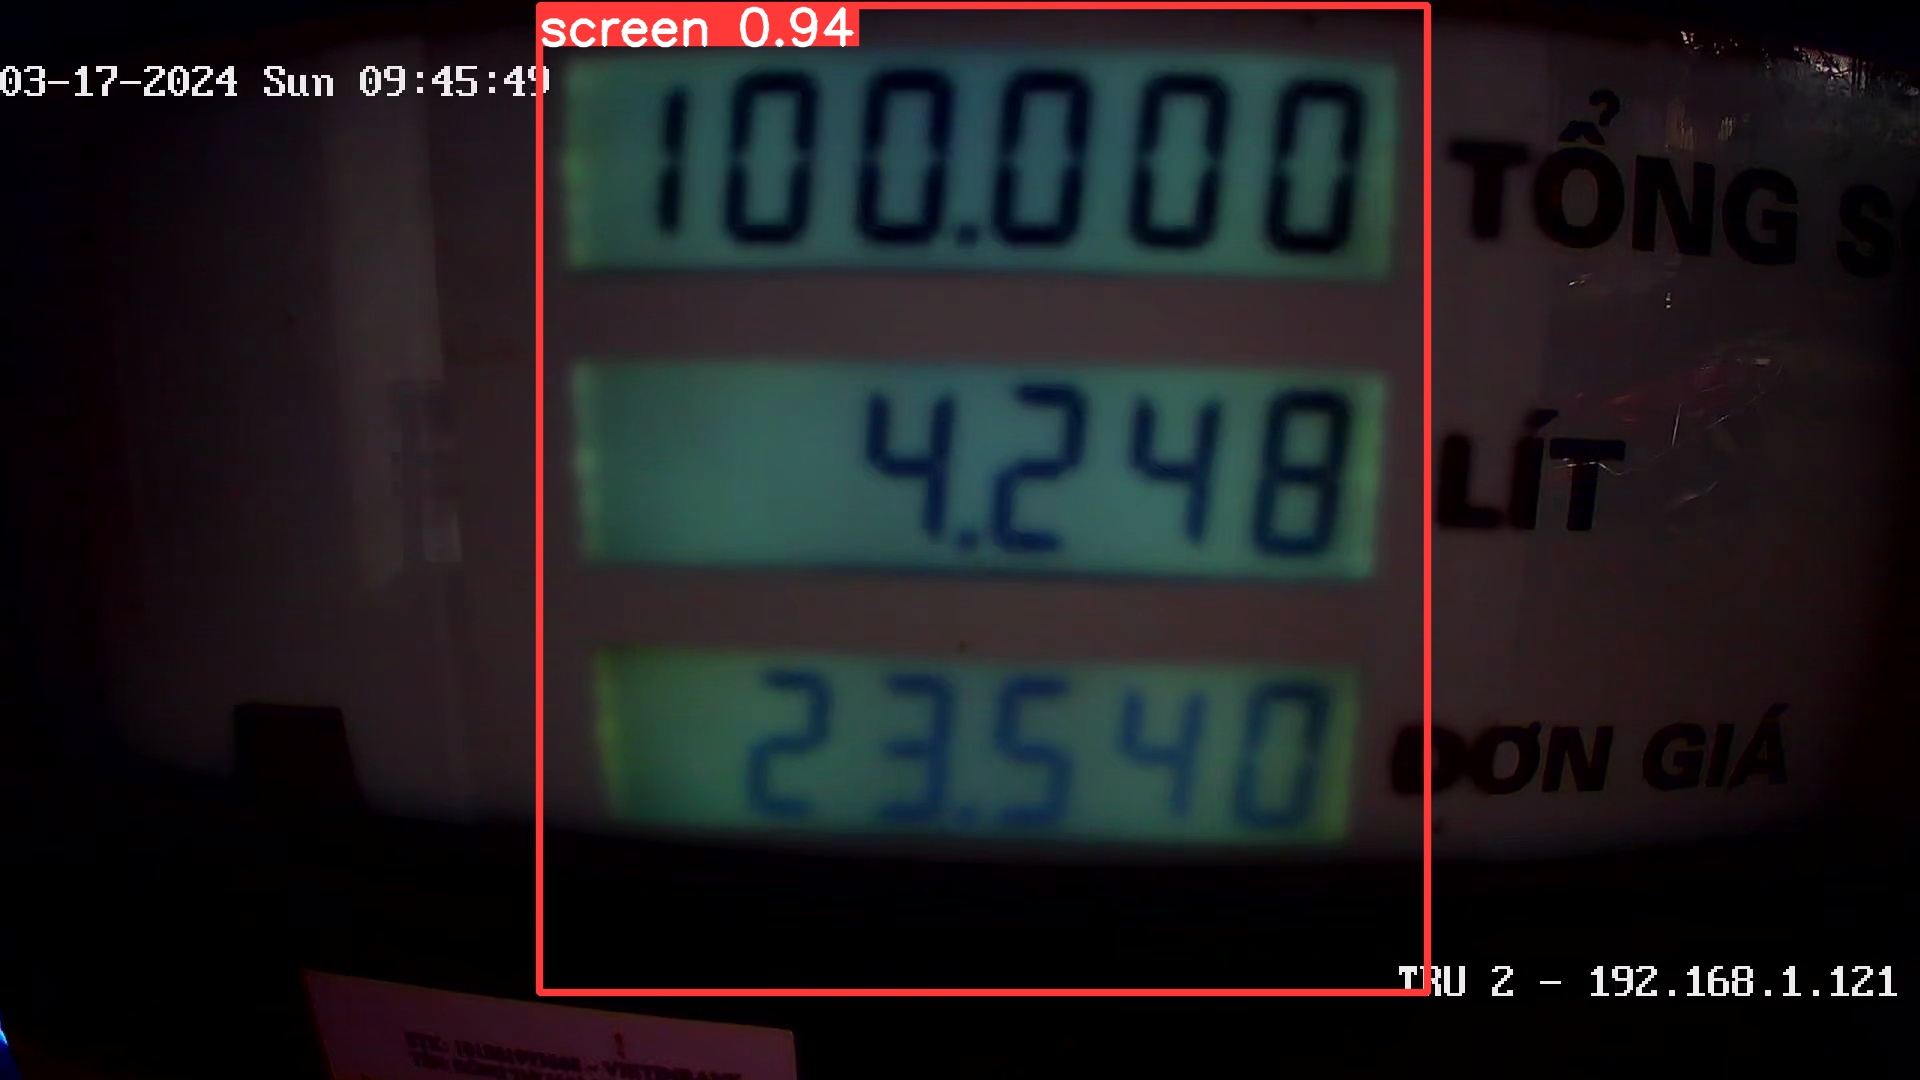 screen 0.94
03-17-2024 Sun 09:45:49
100.000
TỔNG S
4.248
LÍT
23.540
ĐƠN GIÁ
TRU 2 - 192.168.1.121